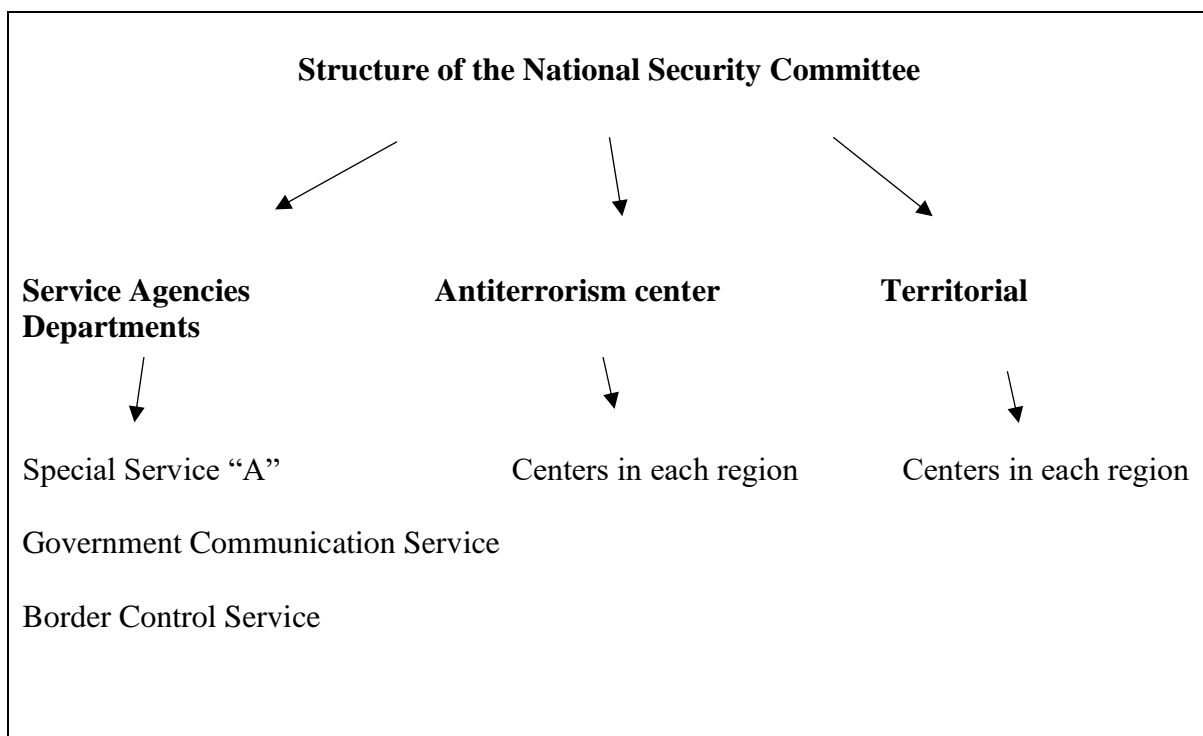 Structure of the National Security Committee
Service Agencies Antiterrorism center Territorial
Departments
Special Service “A” Centers in each region Centers in each region
Government Communication Service
Border Control Service